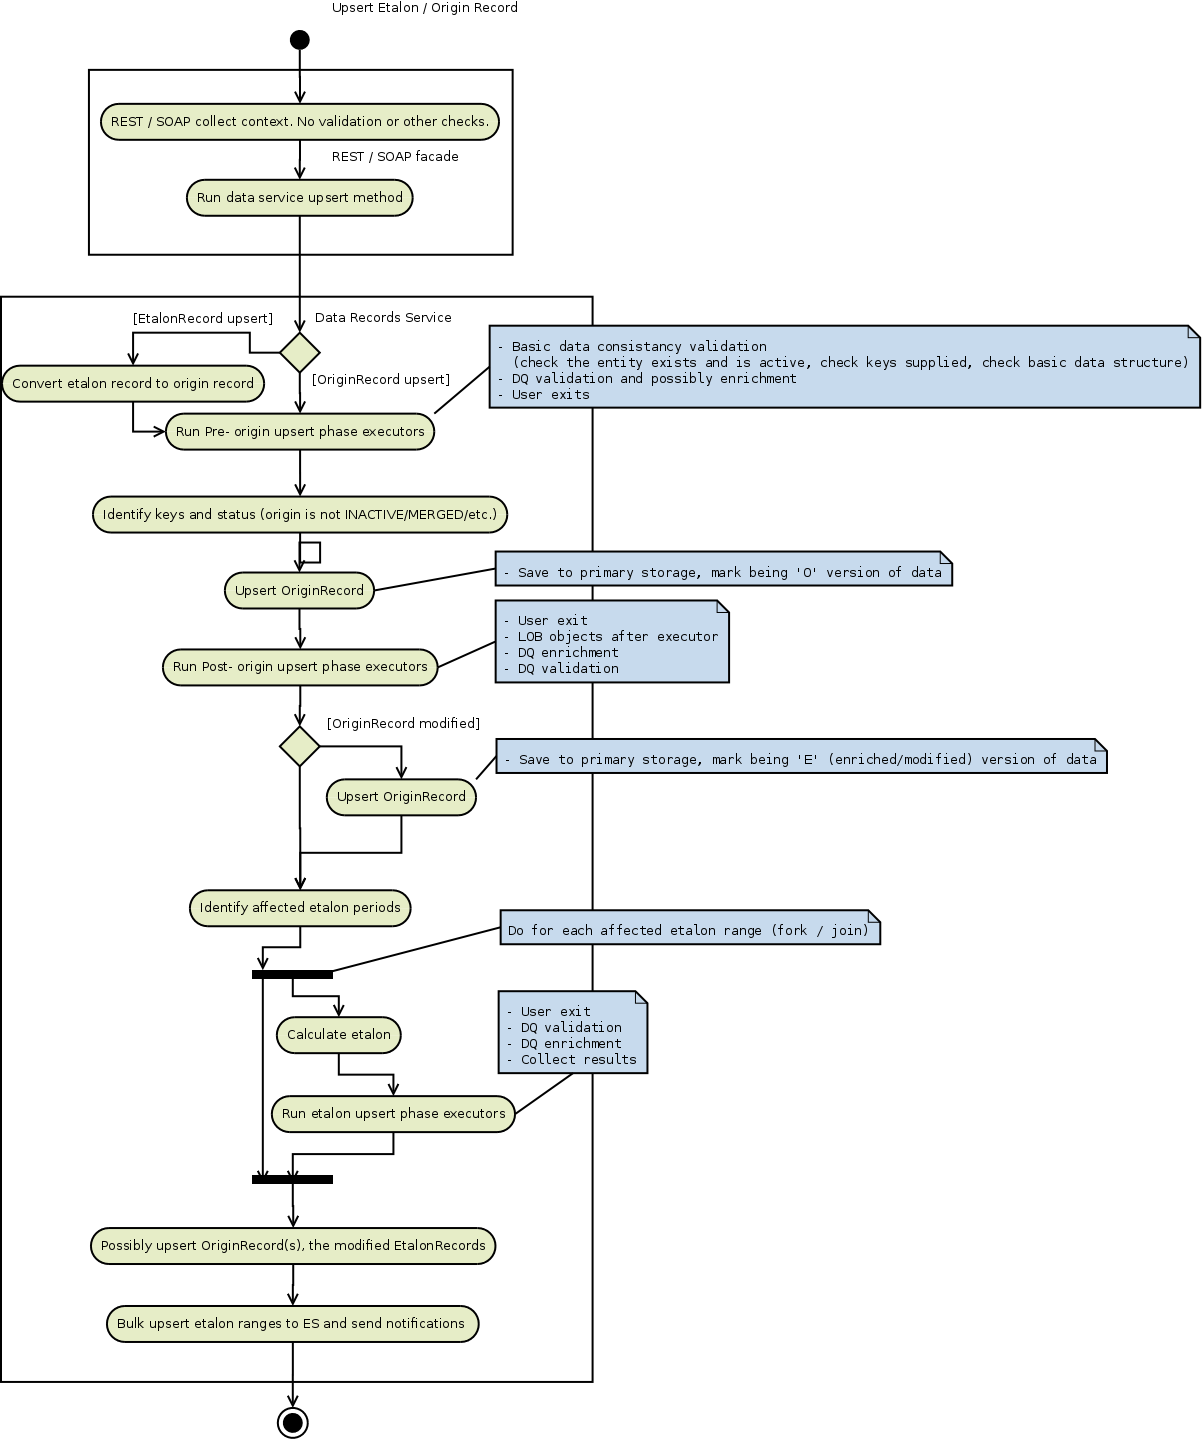 Upsert Etalon / Origin Record
REST / SOAP collect context. No validation or other checks.
REST / SOAP facade
Run data service upsert method
[EtalonRecord upsert]
Data Records Service
- Basic data consistancy validation
(check the entity exists and is active, check keys supplied, check basic data structure)
- DQ validation and possibly enrichment
- User exits
Convert etalon record to origin record
[OriginRecord upsert]
Run Pre- origin upsert phase executors
Identify keys and status (origin is not INACTIVE/MERGED/etc.)
- Save to primary storage, mark being 'O' version of data
Upsert OriginRecord
- User exit
- LOB objects after executor
- DQ enrichment
- DQ validation
Run Post- origin upsert phase executors
[OriginRecord modified]
- Save to primary storage, mark being 'E' (enriched/modified) version of data
Upsert OriginRecord
Identify affected etalon periods
Do for each affected etalon range (fork / join)
- User exit
- DQ validation
- DQ enrichment
- Collect results
Calculate etalon
Run etalon upsert phase executors
Possibly upsert OriginRecord(s), the modified EtalonRecords
Bulk upsert etalon ranges to ES and send notifications